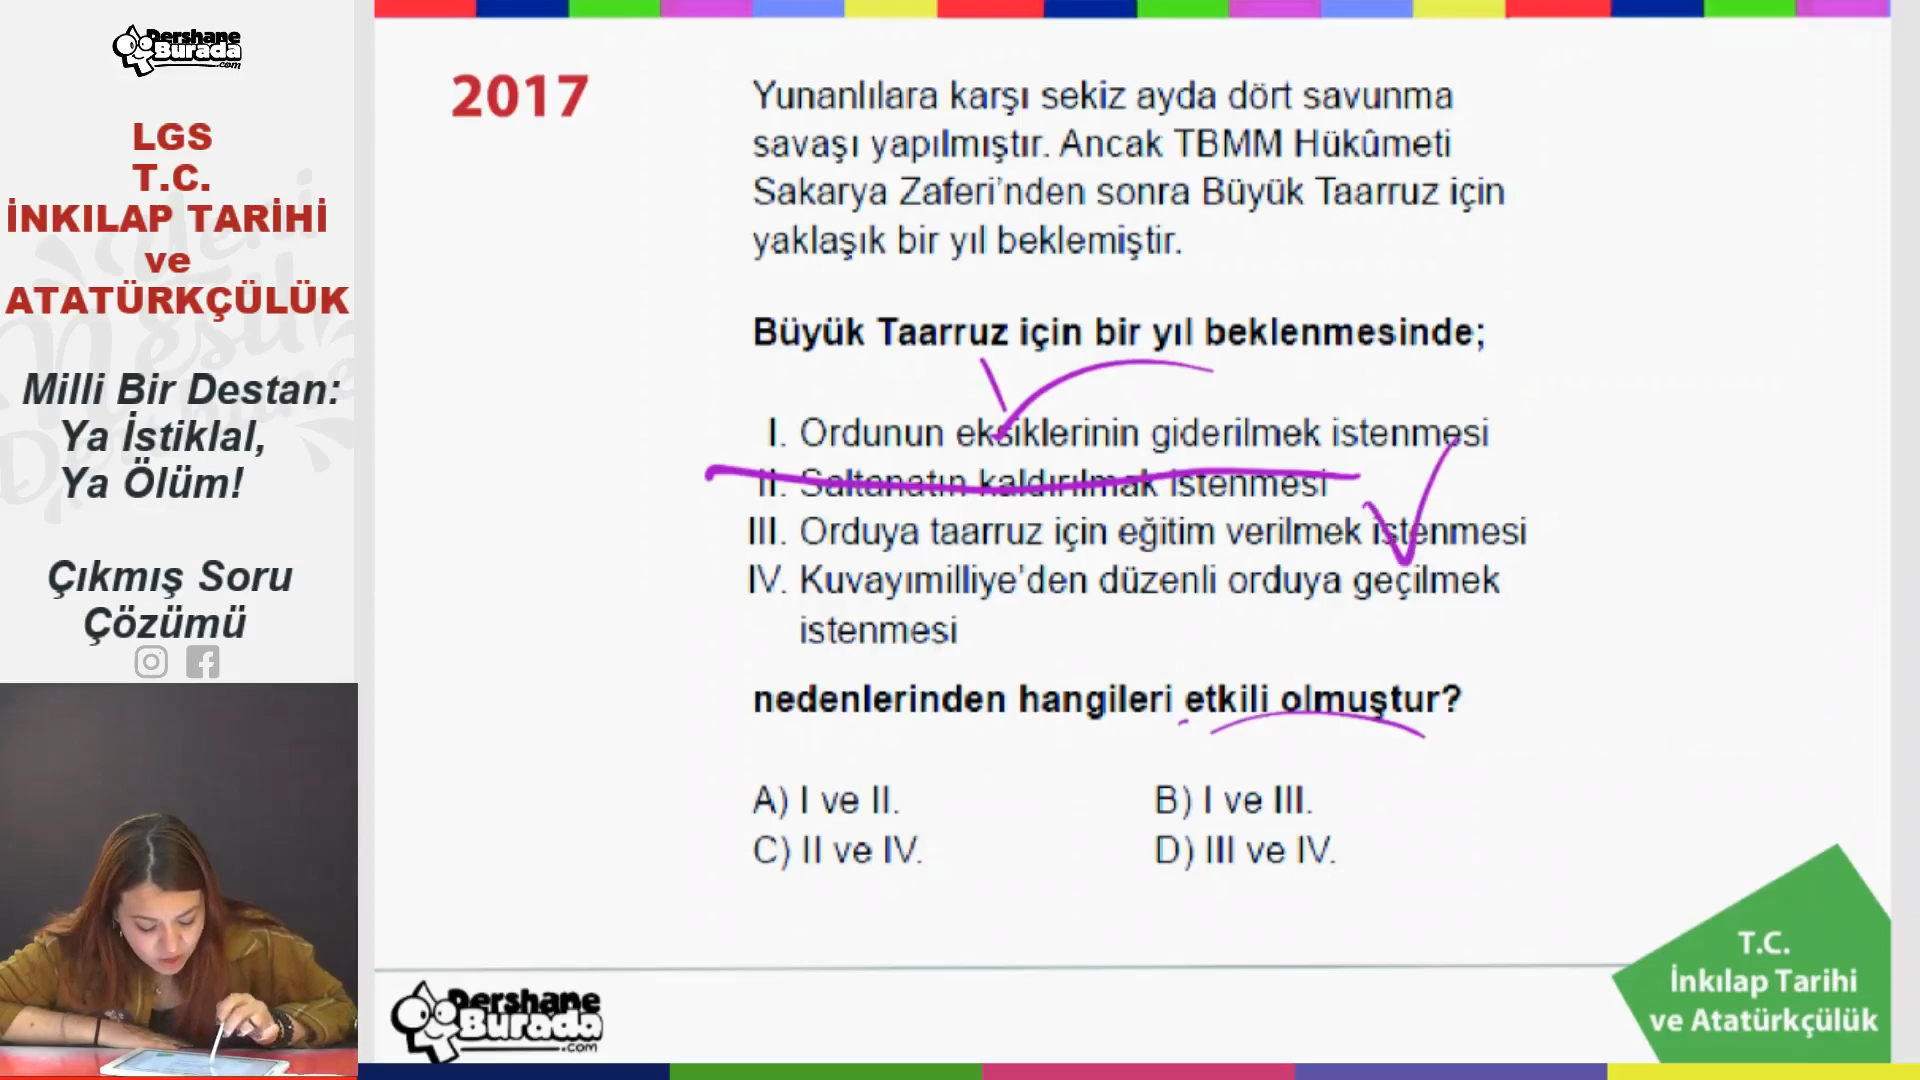 Dershane
Burada
.com
LGS
T.C.
İNKILAP TARİHİ
ve
ATATÜRKÇÜLÜK
Milli Bir Destan:
Ya İstiklal,
Ya Ölüm!
Çıkmış Soru
Çözümü
2017
Yunanlılara karşı sekiz ayda dört savunma
savaşı yapılmıştır. Ancak TBMM Hükûmeti
Sakarya Zaferi’nden sonra Büyük Taarruz için
yaklaşık bir yıl beklemiştir.
Büyük Taarruz için bir yıl beklenmesinde;
I. Ordunun eksiklerinin giderilmek istenmesi
II. Saltanatın kaldırılmak istenmesi
III. Orduya taarruz için eğitim verilmek istenmesi
IV. Kuvayımilliye’den düzenli orduya geçilmek
istenmesi
nedenlerinden hangileri etkili olmuştur?
A) I ve II. B) I ve III.
C) II ve IV. D) III ve IV.
T.C.
İnkılap Tarihi
ve Atatürkçülük
Dershane
Burada
.com